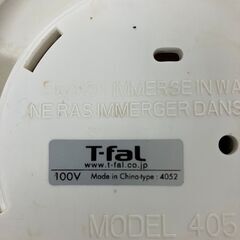 IMMERSE IN WA
NE PAS IMMERGER DANS
T-fal
t-fal.co.jp
100V Made in China・type : 4052
MODEL 405